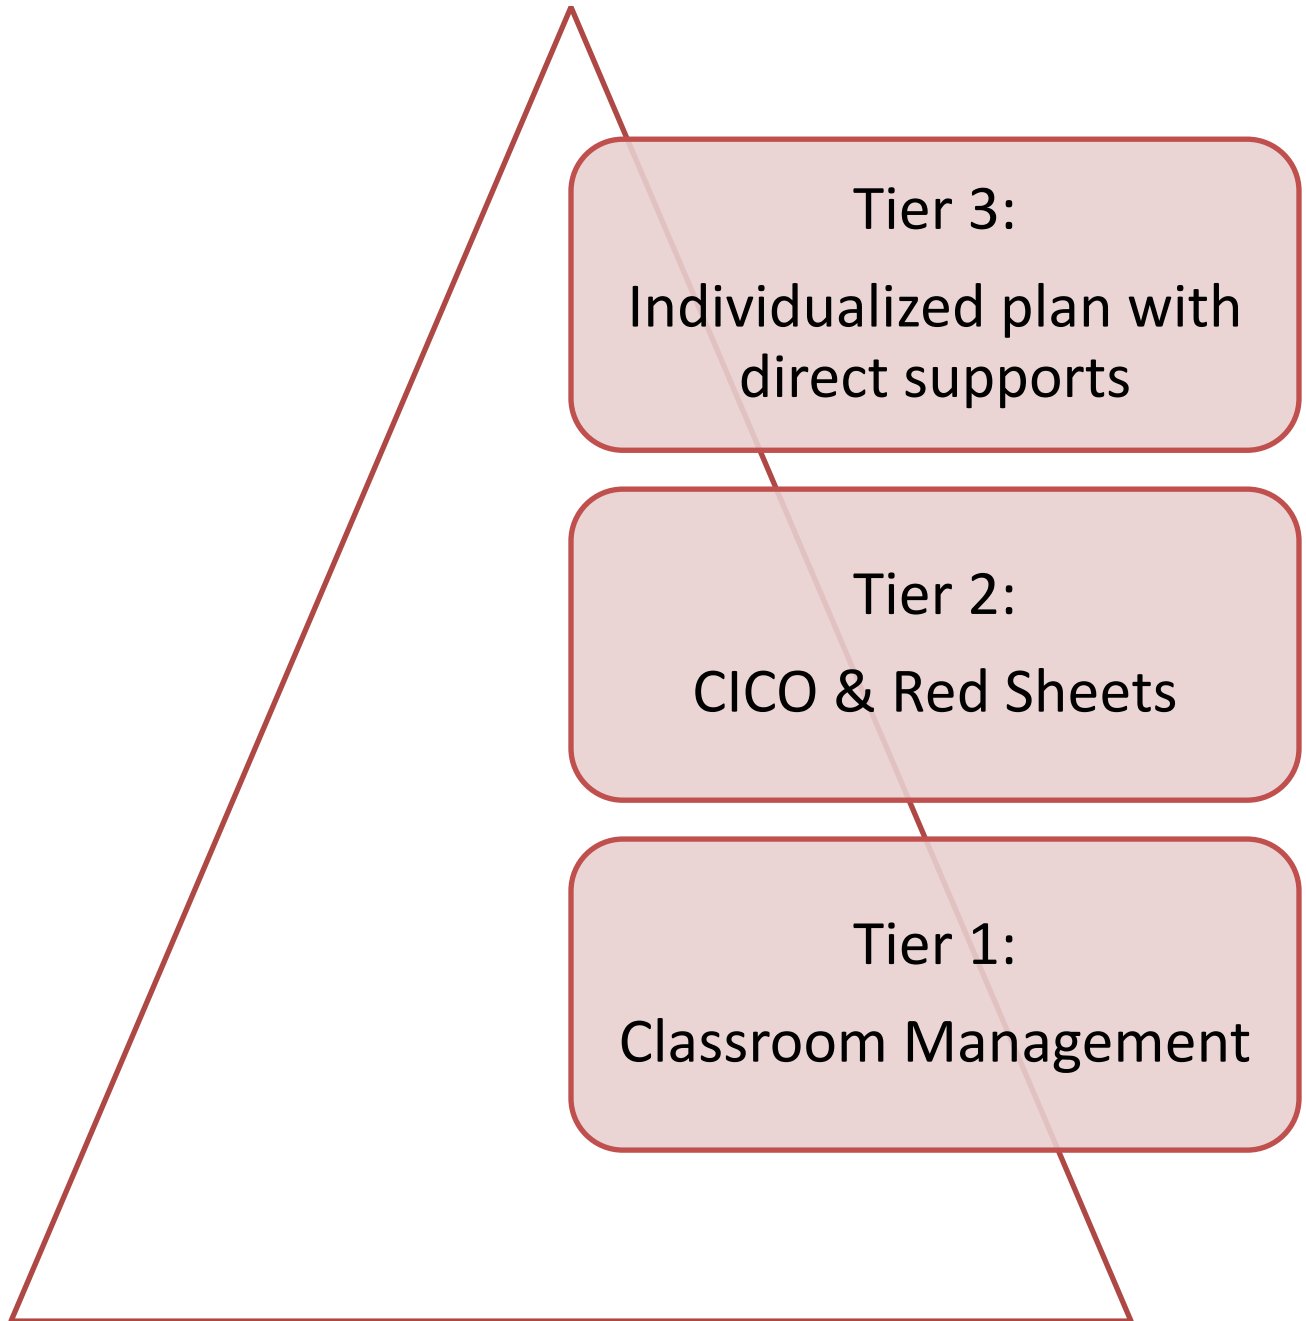 Tier 3:
Individualized plan with
direct supports
Tier 2:
CICO & Red Sheets
Tier 1:
Classroom Management